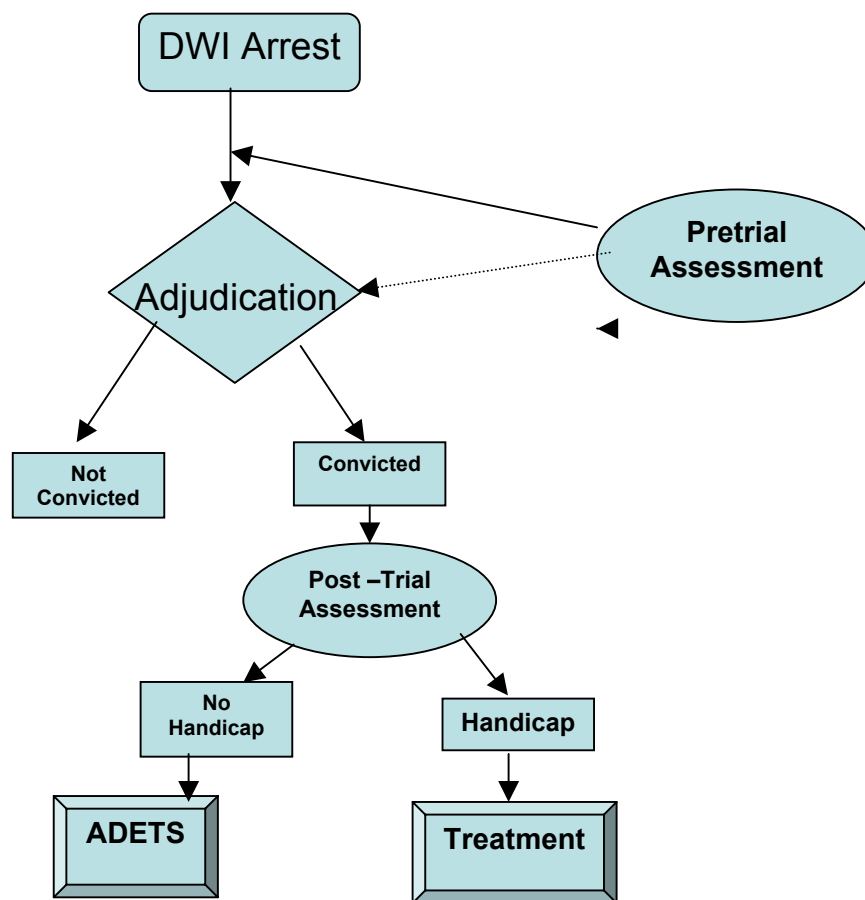 DWI Arrest
Pretrial
Assessment
Adjudication
Not
Convicted
Convicted
Post –Trial
Assessment
No
Handicap
Handicap
ADETS
Treatment